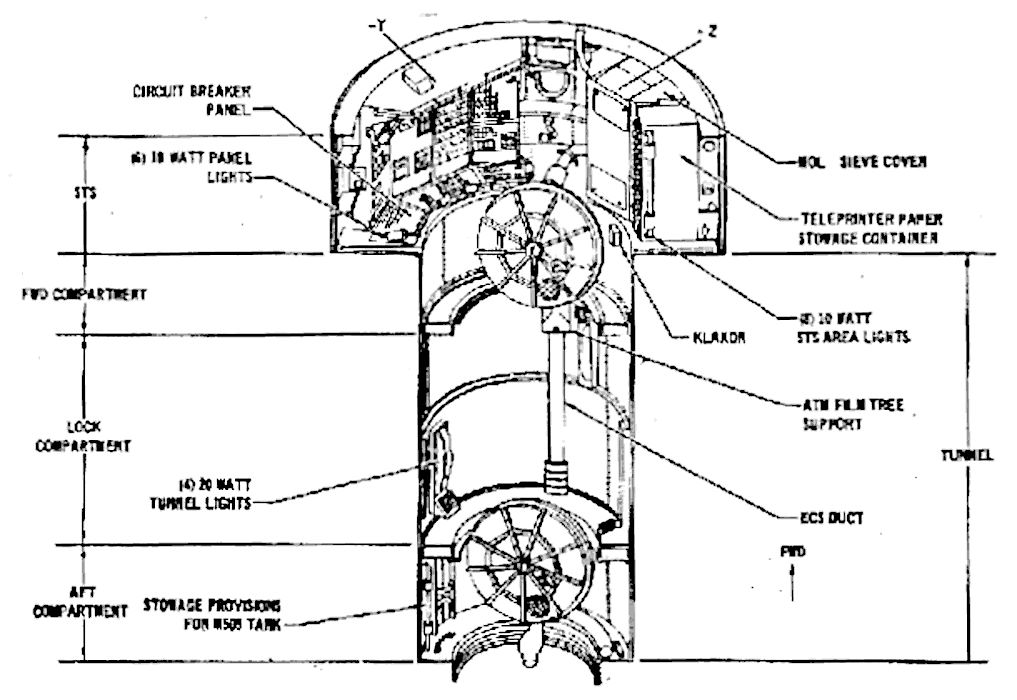 -Y
- Z
CIRCUIT BREAKER
PANEL
(6) 10 WATT PANEL
LIGHTS
STS
MOL SIEVE COVER
TELEPRINTER PAPER
STOWAGE CONTAINER
FWD COMPARTMENT
(8) 10 WATT
STS AREA LIGHTS
KLAXON
ATM FILM TREE
SUPPORT
LOCK
COMPARTMENT
TUNNEL
(4) 20 WATT
TUNNEL LIGHTS
ECS DUCT
FWD
AFT
COMPARTMENT
STOWAGE PROVISIONS
FOR M509 TANK